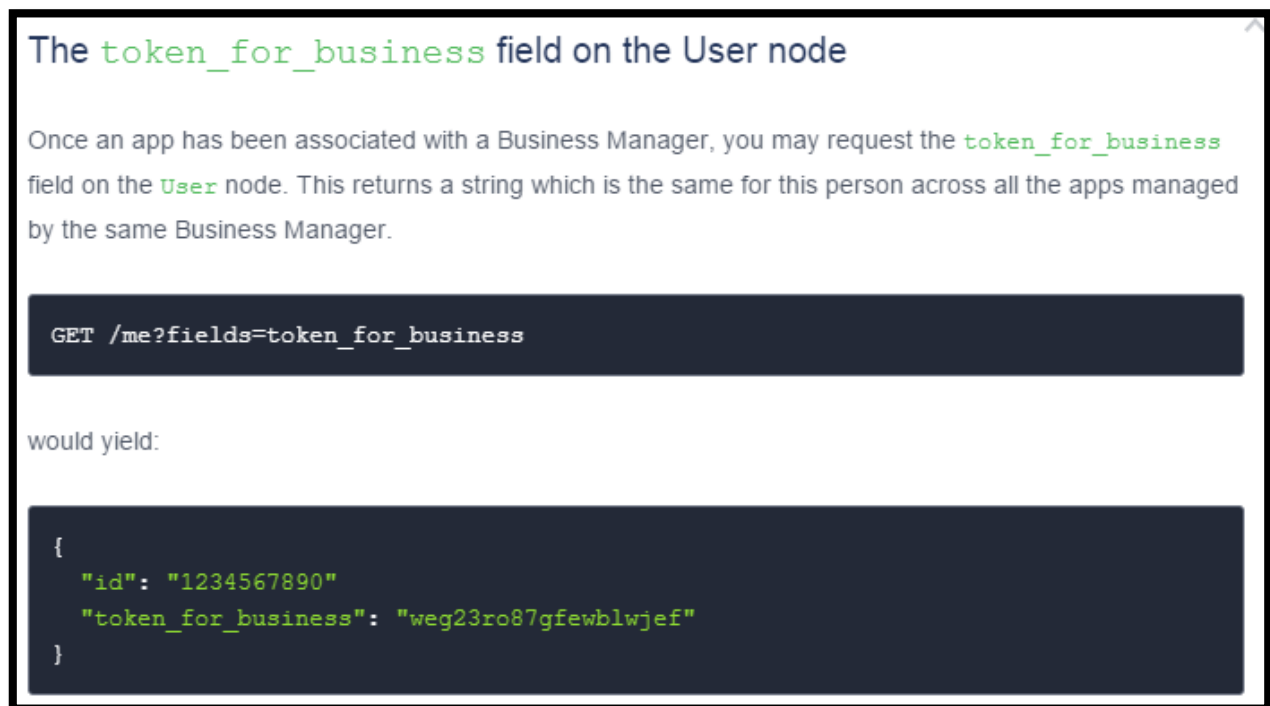 The token_for_business field on the User node
Once an app has been associated with a Business Manager, you may request the token_for_business
field on the User node. This returns a string which is the same for this person across all the apps managed
by the same Business Manager.
GET /me?fields=token_for_business
would yield:
{
"id": "1234567890"
"token_for_business": "weg23ro87gfewblwjef"
}